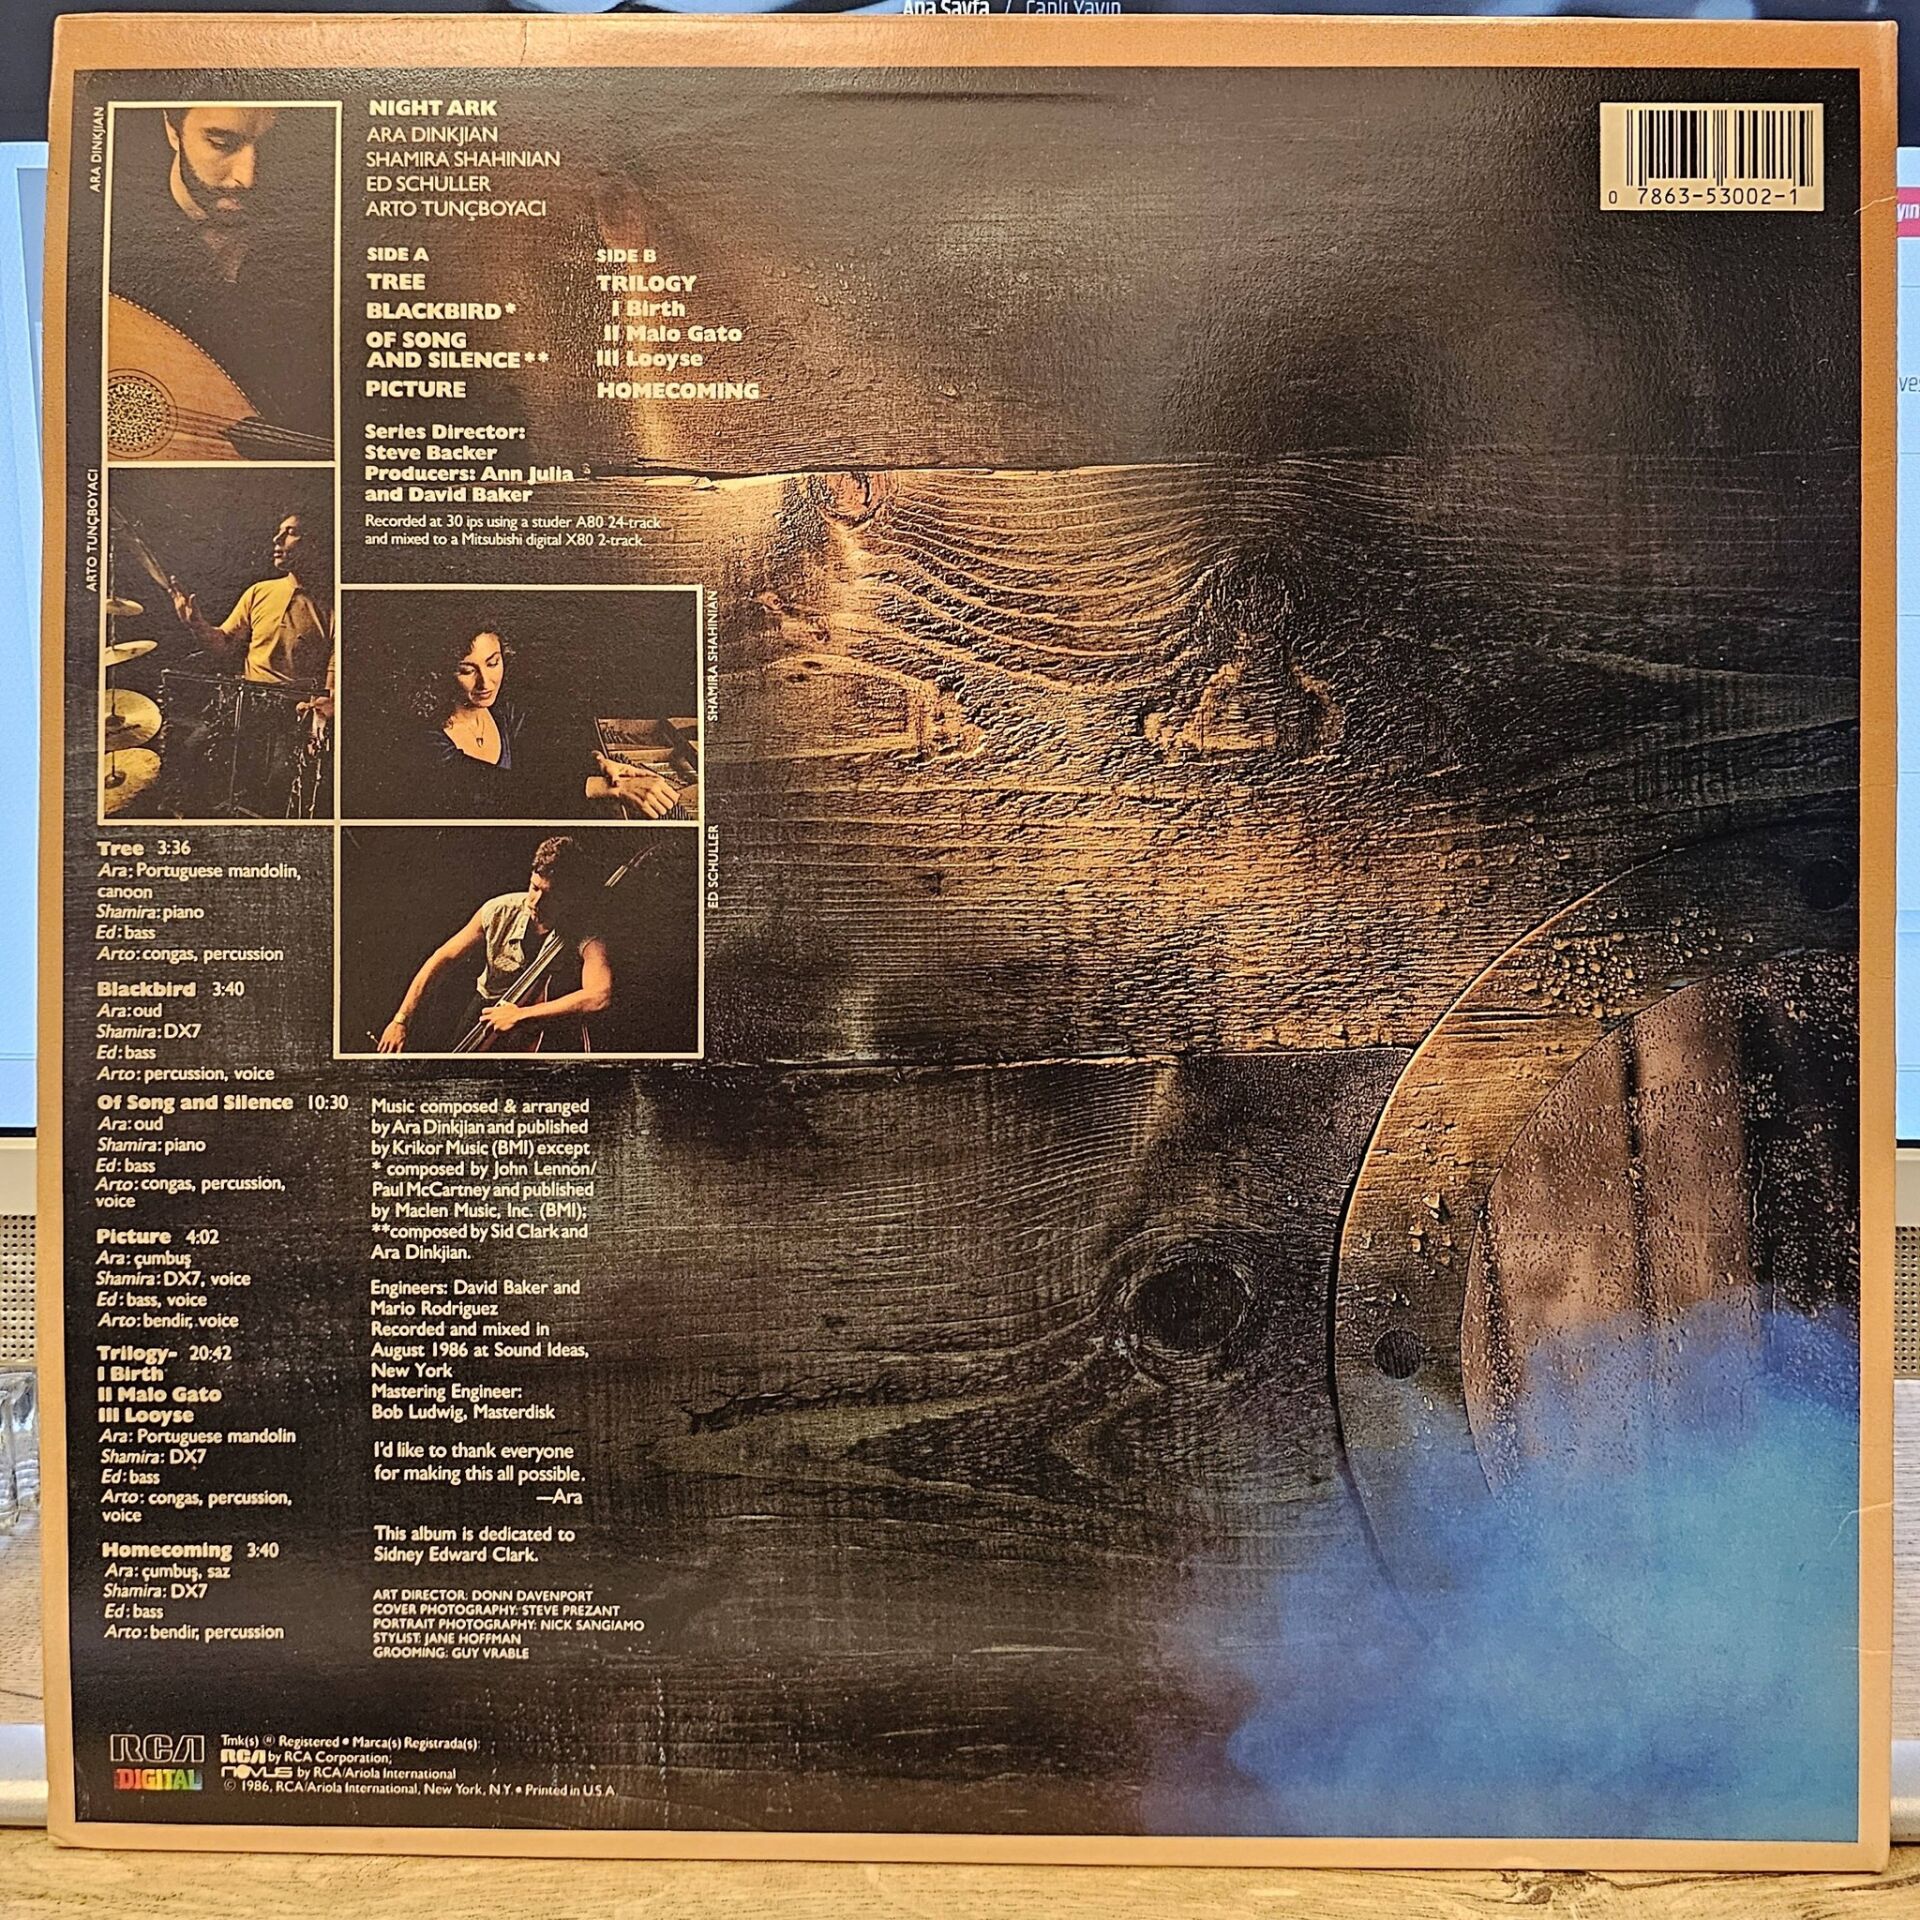 Ana Sayfa / Canlı Yayın
NIGHT ARK
ARA DINKJIAN
SHAMIRA SHAHINIAN
ED SCHULLER
ARTO TUNÇBOYACI
0 7863-53002-1
ARA DINKJIAN
ARTO TUNÇBOYACI
SHAMIRA SHAHINIAN
ED SCHULLER
SIDE A
TREE
BLACKBIRD*
OF SONG
AND SILENCE**
PICTURE
SIDE B
TRILOGY
I Birth
II Malo Gato
III Looyse
HOMECOMING
Series Director:
Steve Backer
Producers: Ann Julia
and David Baker
Recorded at 30 ips using a studer A80 24-track
and mixed to a Mitsubishi digital X80 2-track
Tree 3:36
Ara: Portuguese mandolin,
canoon
Shamira: piano
Ed: bass
Arto: congas, percussion
Blackbird 3:40
Ara: oud
Shamira: DX7
Ed: bass
Arto: percussion, voice
Of Song and Silence 10:30
Ara: oud
Shamira: piano
Ed: bass
Arto: congas, percussion,
voice
Picture 4:02
Ara: çumbuş
Shamira: DX7, voice
Ed: bass, voice
Arto: bendir, voice
Trilogy- 20:42
I Birth
II Malo Gato
III Looyse
Ara: Portuguese mandolin
Shamira: DX7
Ed: bass
Arto: congas, percussion,
voice
Homecoming 3:40
Ara: çumbuş, saz
Shamira: DX7
Ed: bass
Arto: bendir, percussion
Music composed & arranged
by Ara Dinkjian and published
by Krikor Music (BMI) except
* composed by John Lennon/
Paul McCartney and published
by Maclen Music, Inc. (BMI);
**composed by Sid Clark and
Ara Dinkjian.
Engineers: David Baker and
Mario Rodriguez
Recorded and mixed in
August 1986 at Sound Ideas,
New York
Mastering Engineer:
Bob Ludwig, Masterdisk
I'd like to thank everyone
for making this all possible.
—Ara
This album is dedicated to
Sidney Edward Clark.
ART DIRECTOR: DONN DAVENPORT
COVER PHOTOGRAPHY: STEVE PREZANT
PORTRAIT PHOTOGRAPHY: NICK SANGIAMO
STYLIST: JANE HOFFMAN
GROOMING: GUY VRABLE
RCA
DIGITAL
Tmk(s) ® Registered • Marca(s) Registrada(s):
RCA by RCA Corporation;
NOVUS by RCA/Ariola International
© 1986, RCA/Ariola International, New York, N.Y. • Printed in U.S.A.